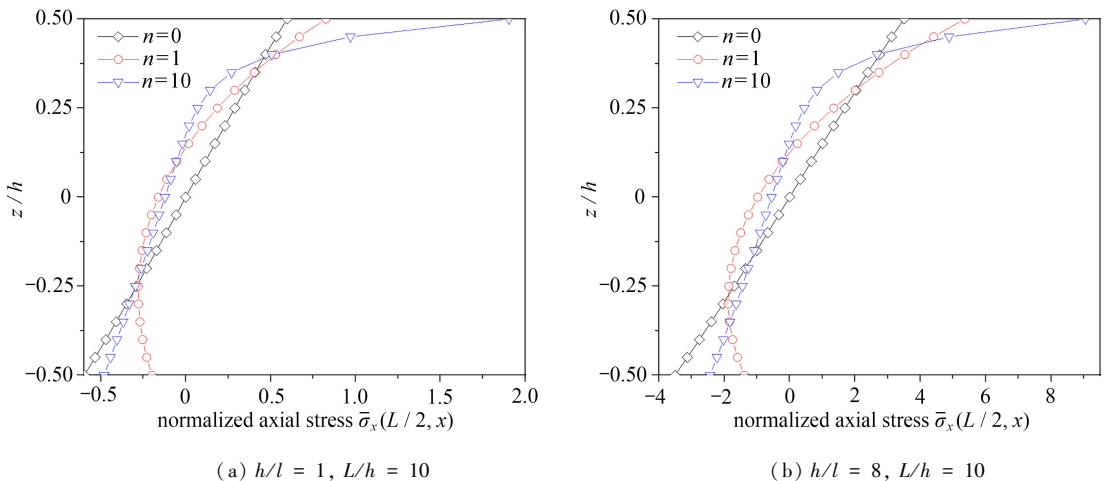 0.50
0.25
0
−0.25
−0.50
z / h
n=0
n=1
n=10
−0.5 0 0.5 1.0 1.5 2.0
normalized axial stress σ̄x(L / 2, x)
(a) h/l = 1, L/h = 10
0.50
0.25
0
−0.25
−0.50
z / h
n=0
n=1
n=10
−4 −2 0 2 4 6 8
normalized axial stress σ̄x(L / 2, x)
(b) h/l = 8, L/h = 10